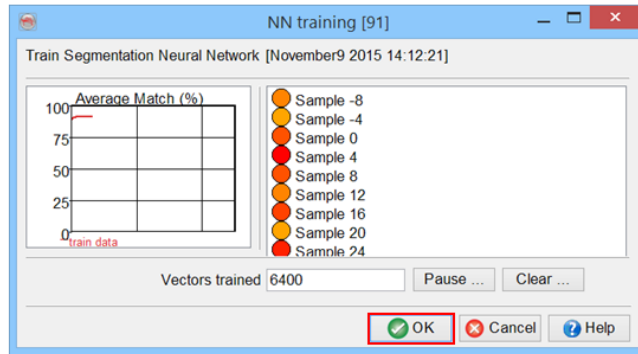 NN training [91]
Train Segmentation Neural Network [November9 2015 14:12:21]
Average Match (%)
100
75
50
25
0
train data
Sample -8
Sample -4
Sample 0
Sample 4
Sample 8
Sample 12
Sample 16
Sample 20
Sample 24
Vectors trained 6400 Pause ... Clear ...
OK Cancel Help